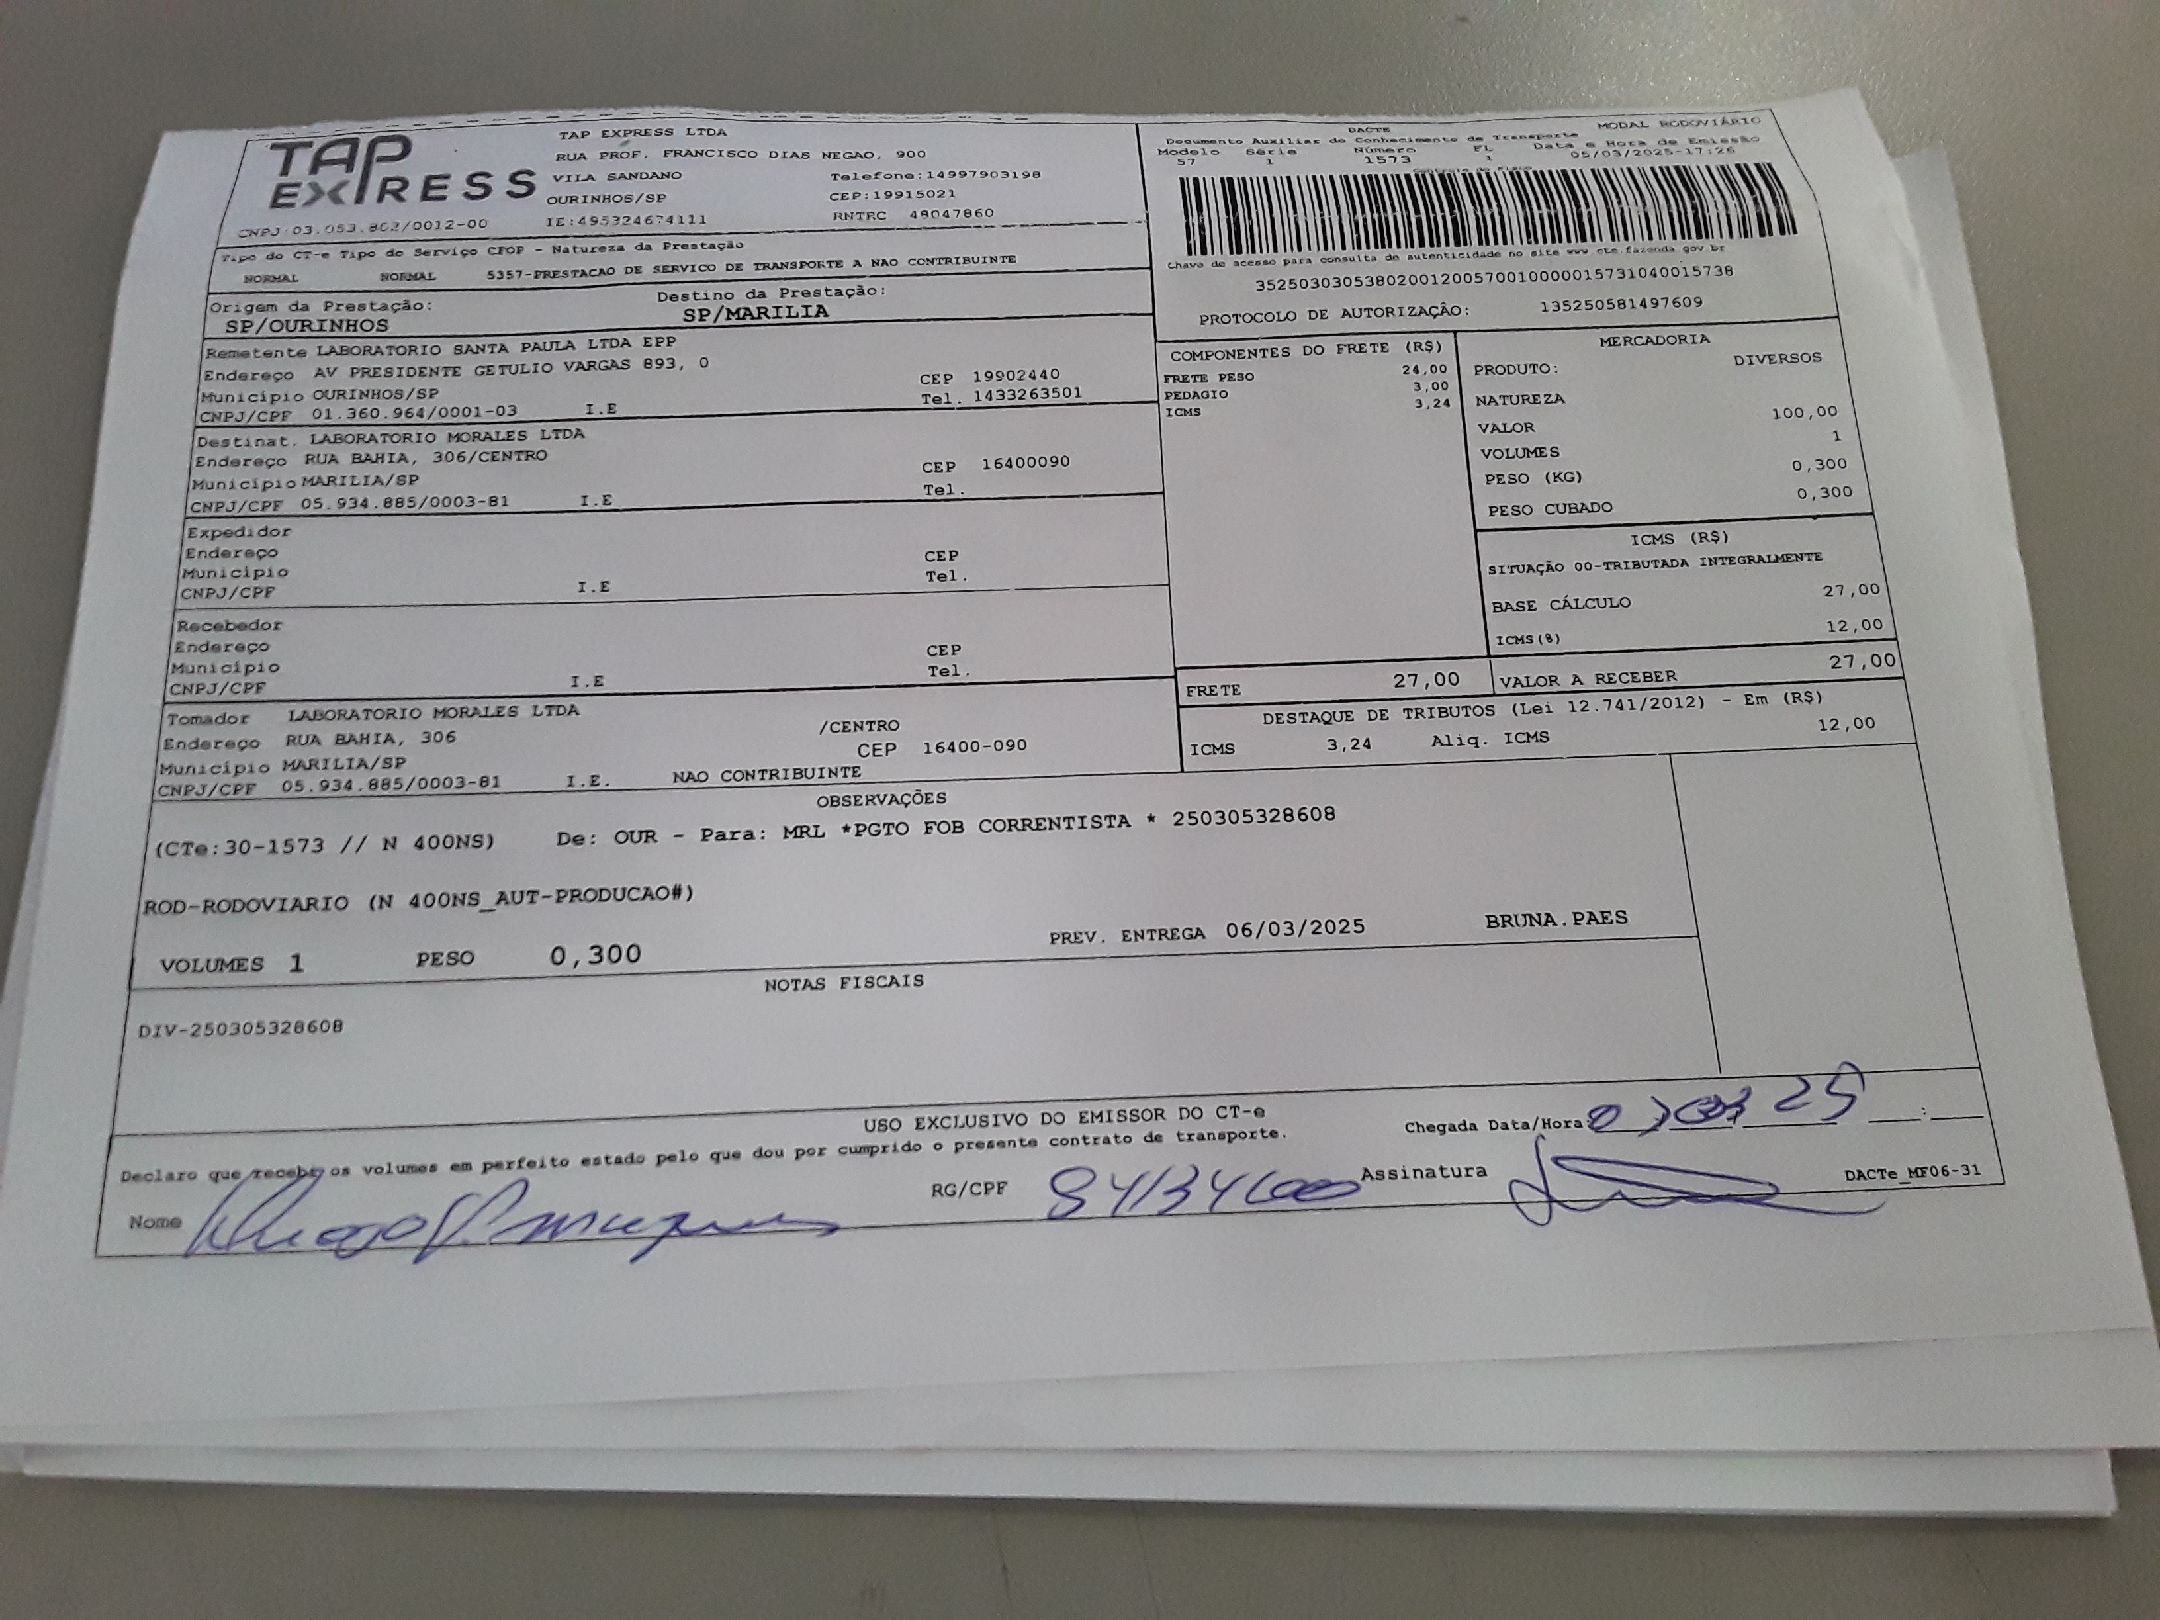 TAP
EXPRESS
TAP EXPRESS LTDA
RUA PROF. FRANCISCO DIAS NEGAO, 900
VILA SANDANO Telefone:14997903198
OURINHOS/SP CEP:19915021
CNPJ:03.053.802/0012-00 IE:495324674111 RNTRC 48047860
DACTE MODAL RODOVIÁRIO
Documento Auxiliar do Conhecimento de Transporte
Modelo Série Número FL Data e Hora de Emissão
57 1 1573 1 05/03/2025-17:26
Controle do Fisco
Chave de acesso para consulta de autenticidade no site www.cte.fazenda.gov.br
35250303053802001200570010000015731040015738
PROTOCOLO DE AUTORIZAÇÃO: 135250581497609
Tipo do CT-e Tipo do Serviço CFOP - Natureza da Prestação
NORMAL NORMAL 5357-PRESTACAO DE SERVICO DE TRANSPORTE A NAO CONTRIBUINTE
Origem da Prestação: Destino da Prestação:
SP/OURINHOS SP/MARILIA
Remetente LABORATORIO SANTA PAULA LTDA EPP
Endereço AV PRESIDENTE GETULIO VARGAS 893, 0 CEP 19902440
Município OURINHOS/SP Tel. 1433263501
CNPJ/CPF 01.360.964/0001-03 I.E
Destinat. LABORATORIO MORALES LTDA
Endereço RUA BAHIA, 306/CENTRO CEP 16400090
Município MARILIA/SP Tel.
CNPJ/CPF 05.934.885/0003-81 I.E
Expedidor
Endereço CEP
Município Tel.
CNPJ/CPF I.E
Recebedor
Endereço CEP
Município Tel.
CNPJ/CPF I.E
Tomador LABORATORIO MORALES LTDA
Endereço RUA BAHIA, 306 /CENTRO
Município MARILIA/SP CEP 16400-090
CNPJ/CPF 05.934.885/0003-81 I.E. NAO CONTRIBUINTE
COMPONENTES DO FRETE (R$)
FRETE PESO 24,00
PEDAGIO 3,00
ICMS 3,24
MERCADORIA
PRODUTO: DIVERSOS
NATUREZA
VALOR 100,00
VOLUMES 1
PESO (KG) 0,300
PESO CUBADO 0,300
ICMS (R$)
SITUAÇÃO 00-TRIBUTADA INTEGRALMENTE
BASE CÁLCULO 27,00
ICMS(%) 12,00
FRETE 27,00 VALOR A RECEBER 27,00
DESTAQUE DE TRIBUTOS (Lei 12.741/2012) - Em (R$)
ICMS 3,24 Aliq. ICMS 12,00
OBSERVAÇÕES
(CTe:30-1573 // N 400NS) De: OUR - Para: MRL *PGTO FOB CORRENTISTA * 250305328608
ROD-RODOVIARIO (N 400NS_AUT-PRODUCAO#)
VOLUMES 1 PESO 0,300 PREV. ENTREGA 06/03/2025 BRUNA.PAES
NOTAS FISCAIS
DIV-250305328608
USO EXCLUSIVO DO EMISSOR DO CT-e
Declaro que recebi os volumes em perfeito estado pelo que dou por cumprido o presente contrato de transporte.
Chegada Data/Hora: 25 :
Nome RG/CPF Assinatura DACTe_MF06-31